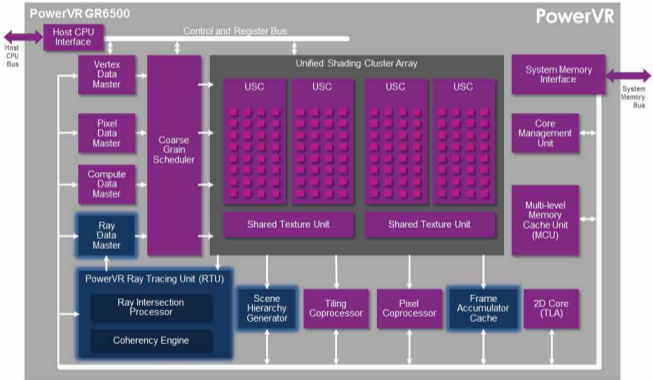 PowerVR GR6500
PowerVR
Host CPU
Interface
Control and Register Bus
Host
CPU
Bus
Vertex
Data
Master
Pixel
Data
Master
Compute
Data
Master
Ray
Data
Master
Coarse
Grain
Scheduler
Unified Shading Cluster Array
USC
USC
USC
USC
Shared Texture Unit
Shared Texture Unit
System Memory
Interface
System
Memory
Bus
Core
Management
Unit
Multi-level
Memory
Cache Unit
(MCU)
PowerVR Ray Tracing Unit (RTU)
Ray Intersection
Processor
Coherency Engine
Scene
Hierarchy
Generator
Tiling
Coprocessor
Pixel
Coprocessor
Frame
Accumulator
Cache
2D Core
(TLA)